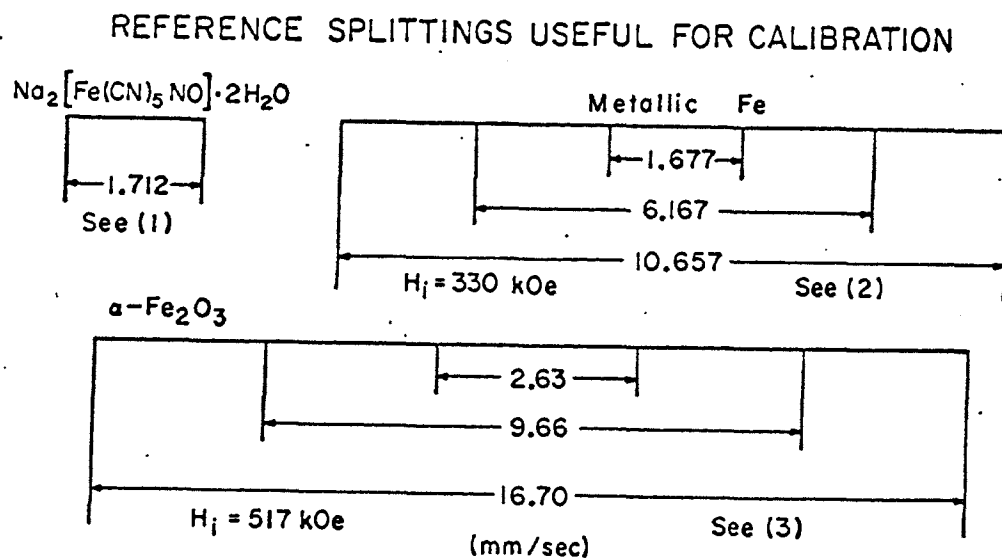 REFERENCE SPLITTINGS USEFUL FOR CALIBRATION
Na₂[Fe(CN)₅NO]·2H₂O
1.712
See (1)
Metallic Fe
1.677
6.167
10.657
Hᵢ = 330 kOe
See (2)
α-Fe₂O₃
2.63
9.66
16.70
Hᵢ = 517 kOe
See (3)
(mm/sec)